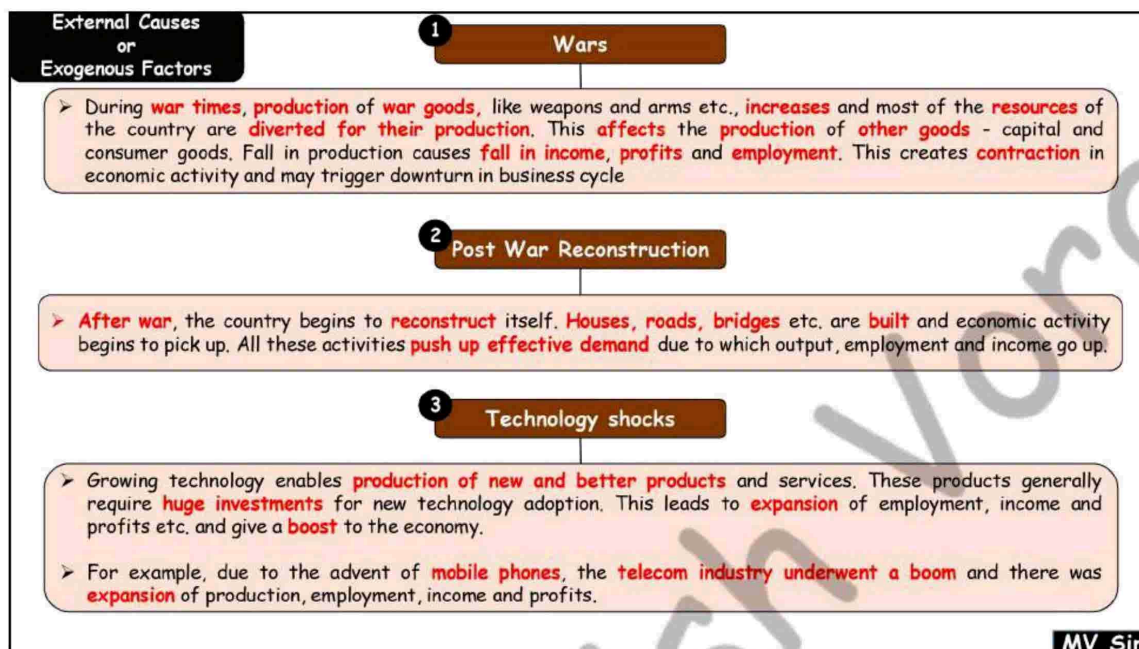 External Causes
or
Exogenous Factors
1
Wars
➢ During war times, production of war goods, like weapons and arms etc., increases and most of the resources of
the country are diverted for their production. This affects the production of other goods - capital and
consumer goods. Fall in production causes fall in income, profits and employment. This creates contraction in
economic activity and may trigger downturn in business cycle
2
Post War Reconstruction
➢ After war, the country begins to reconstruct itself. Houses, roads, bridges etc. are built and economic activity
begins to pick up. All these activities push up effective demand due to which output, employment and income go up.
3
Technology shocks
➢ Growing technology enables production of new and better products and services. These products generally
require huge investments for new technology adoption. This leads to expansion of employment, income and
profits etc. and give a boost to the economy.
➢ For example, due to the advent of mobile phones, the telecom industry underwent a boom and there was
expansion of production, employment, income and profits.
MV Sir